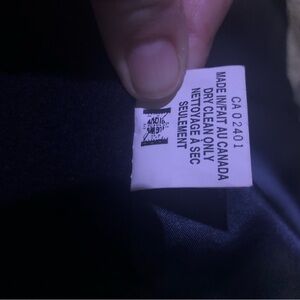 CA 02401
MADE IN/FAIT AU CANADA
DRY CLEAN ONLY
NETTOYAGE À SEC
SEULEMENT